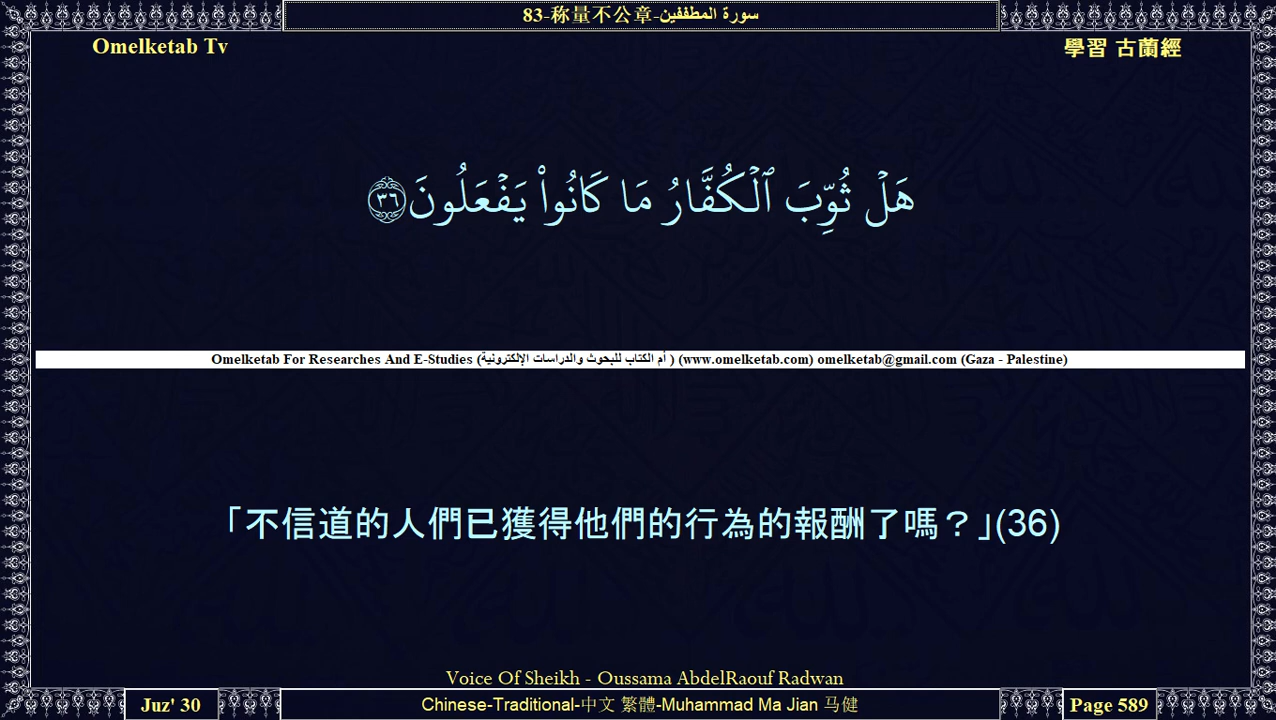 83-称量不公章-سورة المطففين
Omelketab Tv
學習 古蘭經
هَلۡ ثُوِّبَ ٱلۡكُفَّارُ مَا كَانُواْ يَفۡعَلُونَ ٣٦
Omelketab For Researches And E-Studies (أم الكتاب للبحوث والدراسات الإلكترونية ) (www.omelketab.com) omelketab@gmail.com (Gaza - Palestine)
「不信道的人們已獲得他們的行為的報酬了嗎？」(36)
Voice Of Sheikh - Oussama AbdelRaouf Radwan
Juz' 30
Chinese-Traditional-中文 繁體-Muhammad Ma Jian 马健
Page 589